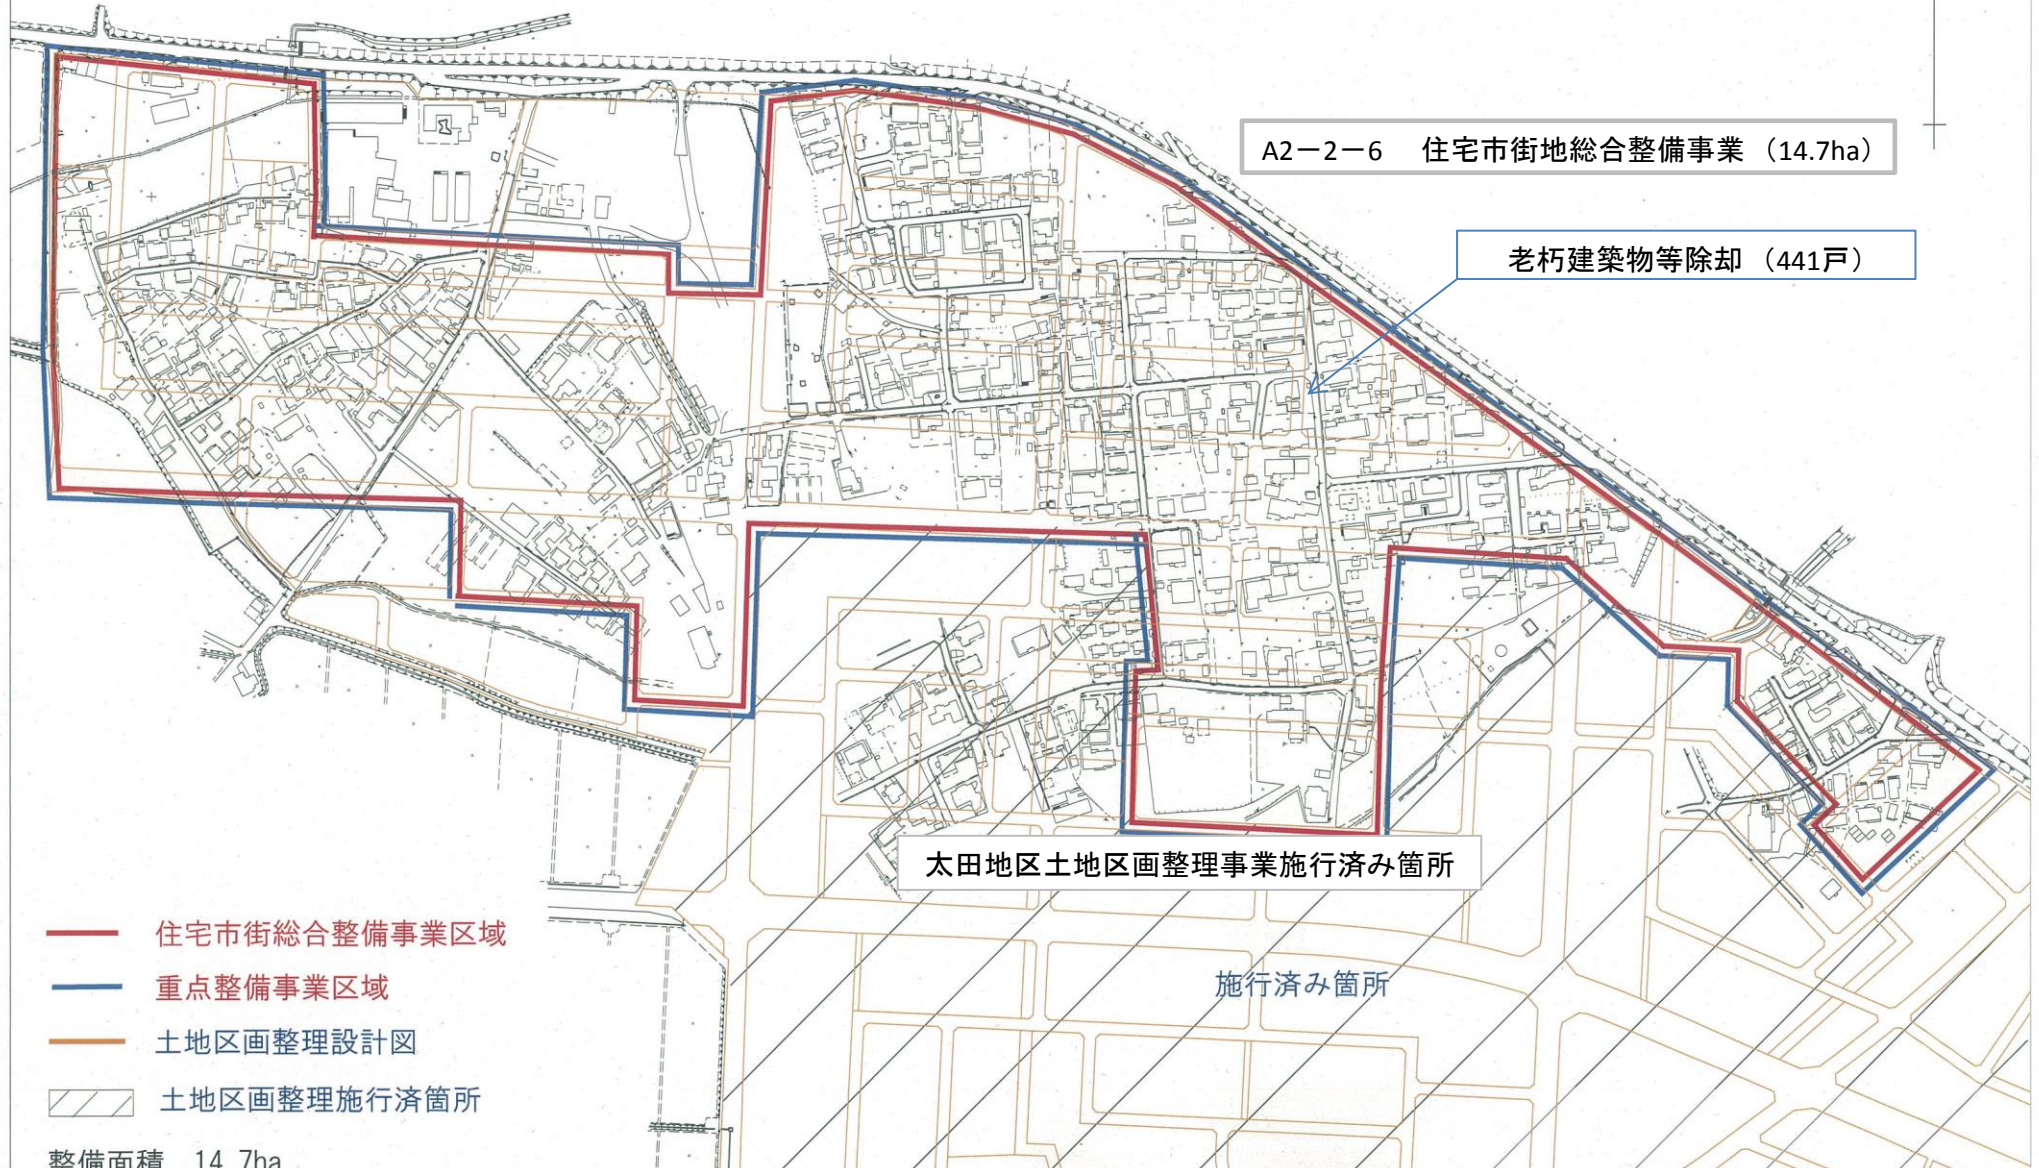 A2－2－6　住宅市街地総合整備事業（14.7ha）
老朽建築物等除却（441戸）
太田地区土地区画整理事業施行済み箇所
施行済み箇所
住宅市街総合整備事業区域
重点整備事業区域
土地区画整理設計図
土地区画整理施行済箇所
整備面積　14.7ha